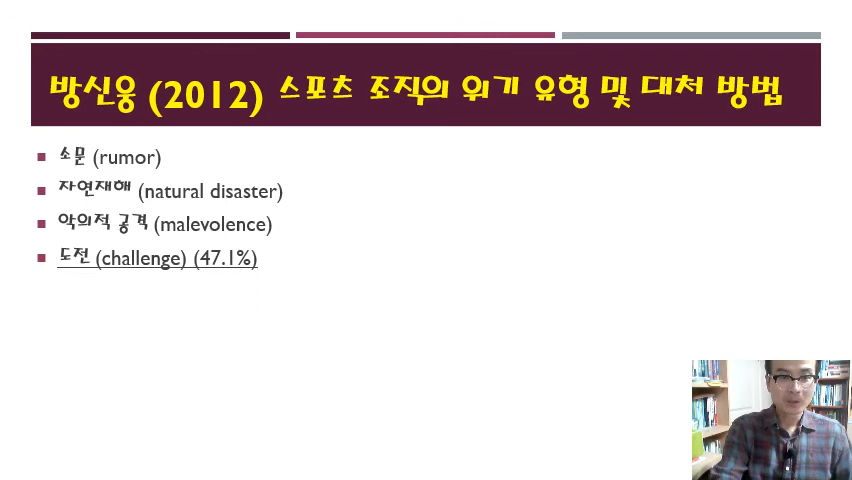 방신웅 (2012) 스포츠 조직의 위기 유형 및 대처 방법
소문 (rumor)
자연재해 (natural disaster)
악의적 공격 (malevolence)
도전 (challenge) (47.1%)